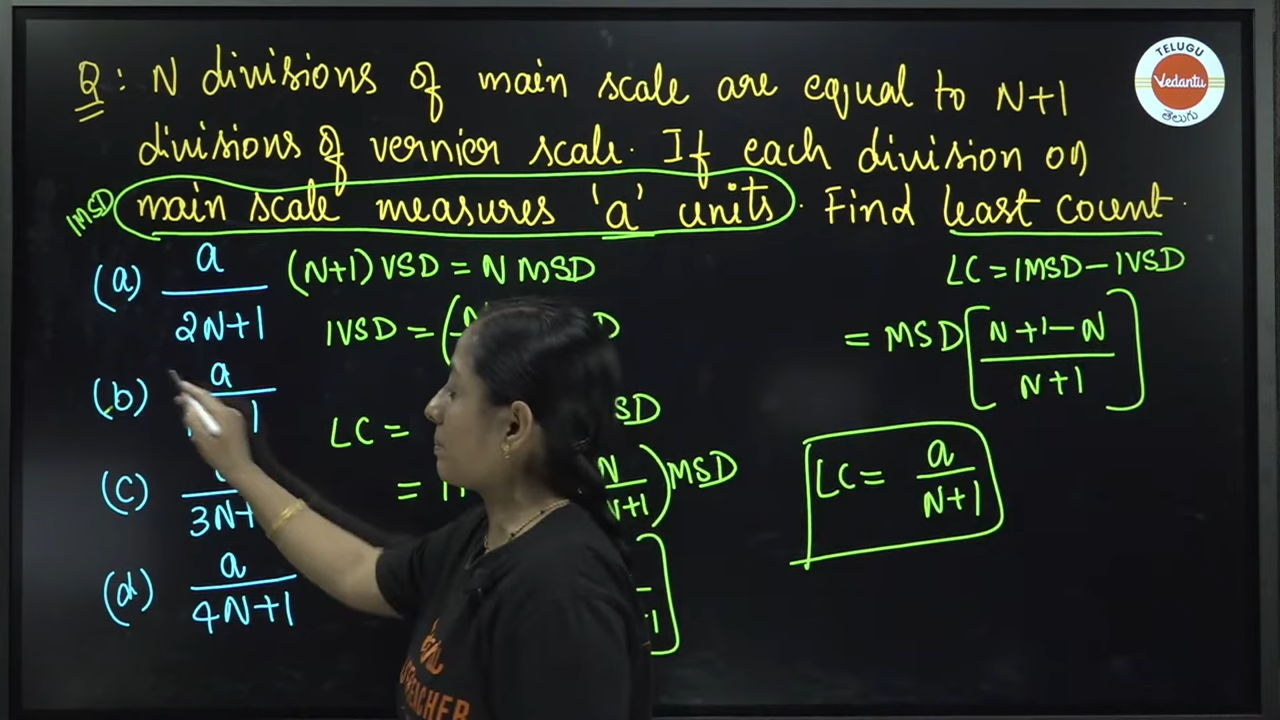 Q: N divisions of main scale are equal to N+1
divisions of vernier scale. If each division on
1MSD main scale measures 'a' units. Find least count.
(a) a / 2N+1
(N+1) VSD = N MSD
1VSD = (
LC = 1MSD – 1VSD
= MSD [ N+1–N / N+1 ]
(b) a
LC =
SD
=
N / N+1 ) MSD
LC = a / N+1
(c)
3N+
(d) a / 4N+1
TELUGU
Vedantu
తెలుగు